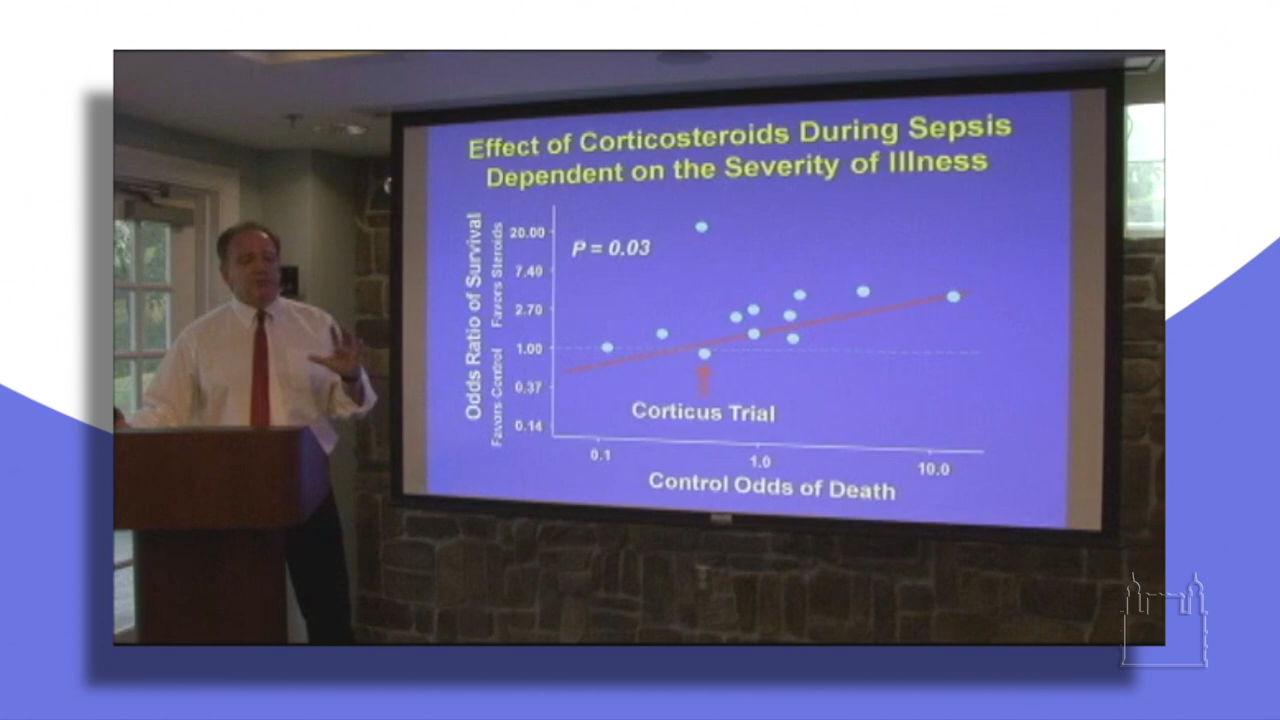 Effect of Corticosteroids During Sepsis
Dependent on the Severity of Illness
Odds Ratio of Survival
Favors Control
Favors Steroids
20.00
7.40
2.70
1.00
0.37
0.14
P = 0.03
Corticus Trial
0.1
1.0
10.0
Control Odds of Death